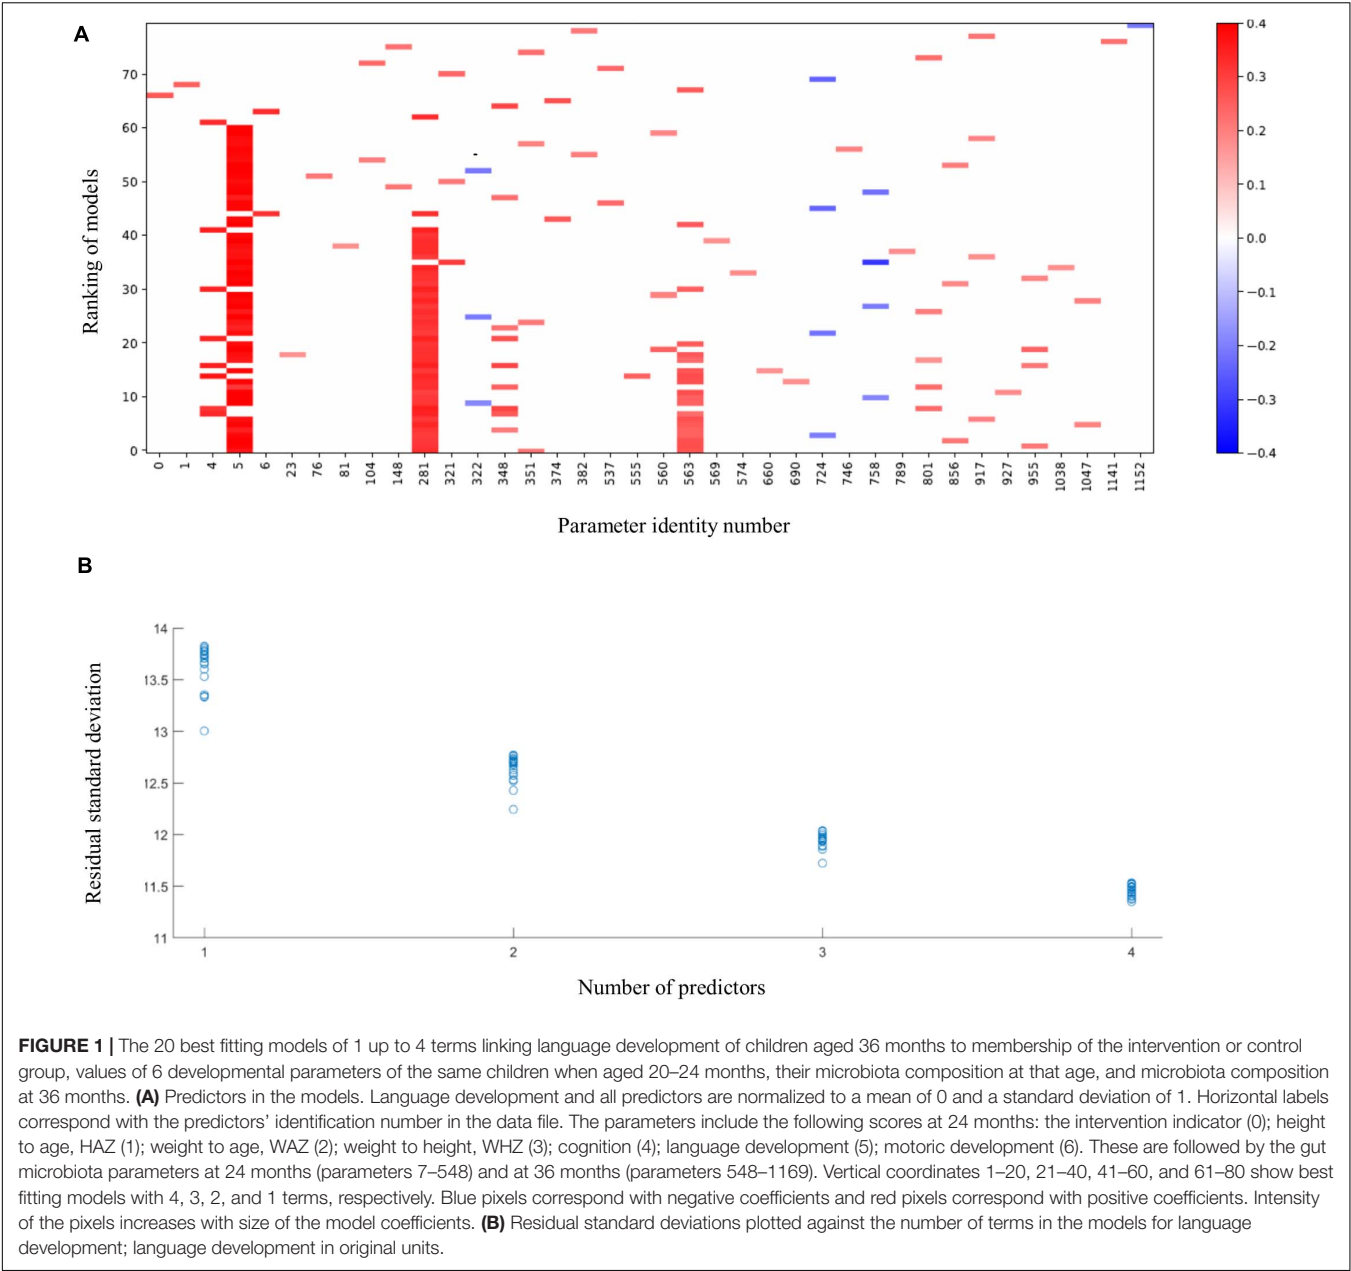 A
Ranking of models
70
60
50
40
30
20
10
0
0 1 4 5 6 23 76 81 104 148 281 321 322 348 351 374 382 537 555 560 563 569 574 660 690 724 746 758 789 801 856 917 927 955 1038 1047 1141 1152
Parameter identity number
0.4
0.3
0.2
0.1
0.0
−0.1
−0.2
−0.3
−0.4
B
Residual standard deviation
14
13.5
13
12.5
12
11.5
11
1 2 3 4
Number of predictors
FIGURE 1 | The 20 best fitting models of 1 up to 4 terms linking language development of children aged 36 months to membership of the intervention or control
group, values of 6 developmental parameters of the same children when aged 20–24 months, their microbiota composition at that age, and microbiota composition
at 36 months. (A) Predictors in the models. Language development and all predictors are normalized to a mean of 0 and a standard deviation of 1. Horizontal labels
correspond with the predictors' identification number in the data file. The parameters include the following scores at 24 months: the intervention indicator (0); height
to age, HAZ (1); weight to age, WAZ (2); weight to height, WHZ (3); cognition (4); language development (5); motoric development (6). These are followed by the gut
microbiota parameters at 24 months (parameters 7–548) and at 36 months (parameters 548–1169). Vertical coordinates 1–20, 21–40, 41–60, and 61–80 show best
fitting models with 4, 3, 2, and 1 terms, respectively. Blue pixels correspond with negative coefficients and red pixels correspond with positive coefficients. Intensity
of the pixels increases with size of the model coefficients. (B) Residual standard deviations plotted against the number of terms in the models for language
development; language development in original units.